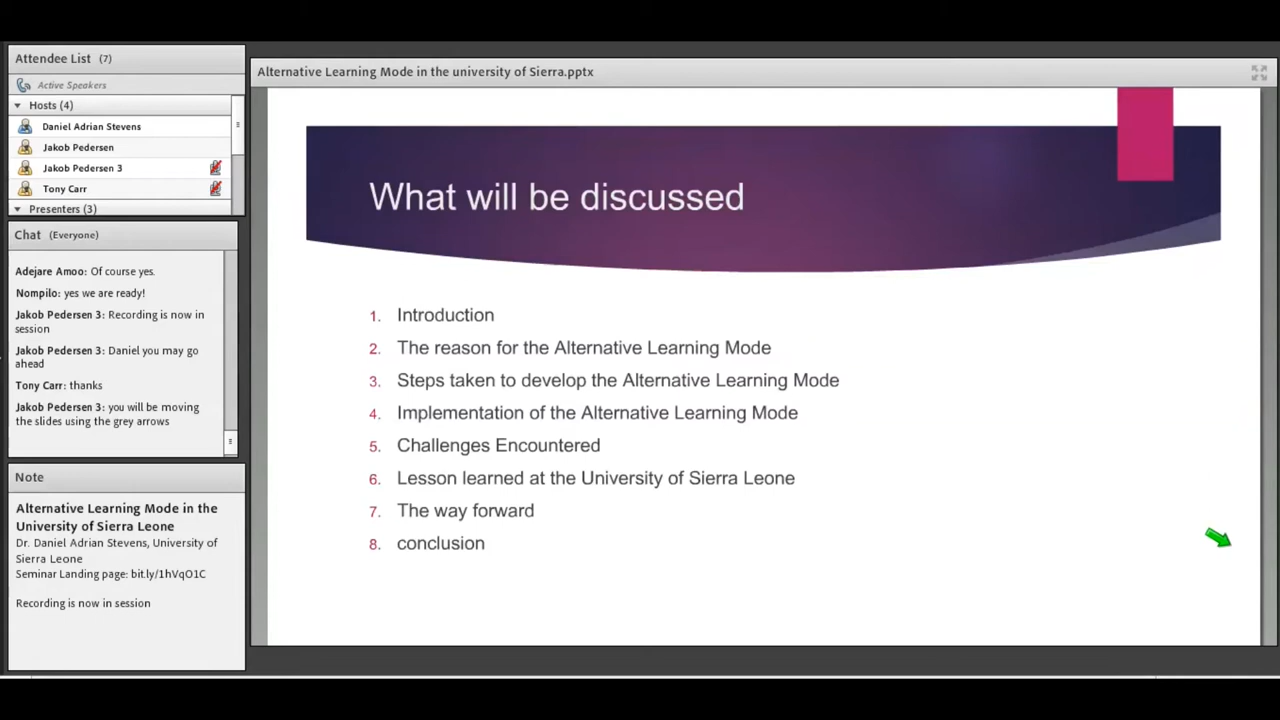 Attendee List (7)
Active Speakers
Hosts (4)
Daniel Adrian Stevens
Jakob Pedersen
Jakob Pedersen 3
Tony Carr
Presenters (3)
Chat (Everyone)
Adejare Amoo: Of course yes.
Nompilo: yes we are ready!
Jakob Pedersen 3: Recording is now in
session
Jakob Pedersen 3: Daniel you may go
ahead
Tony Carr: thanks
Jakob Pedersen 3: you will be moving
the slides using the grey arrows
Note
Alternative Learning Mode in the
University of Sierra Leone
Dr. Daniel Adrian Stevens, University of
Sierra Leone
Seminar Landing page: bit.ly/1hVqO1C
Recording is now in session
Alternative Learning Mode in the university of Sierra.pptx
What will be discussed
1. Introduction
2. The reason for the Alternative Learning Mode
3. Steps taken to develop the Alternative Learning Mode
4. Implementation of the Alternative Learning Mode
5. Challenges Encountered
6. Lesson learned at the University of Sierra Leone
7. The way forward
8. conclusion